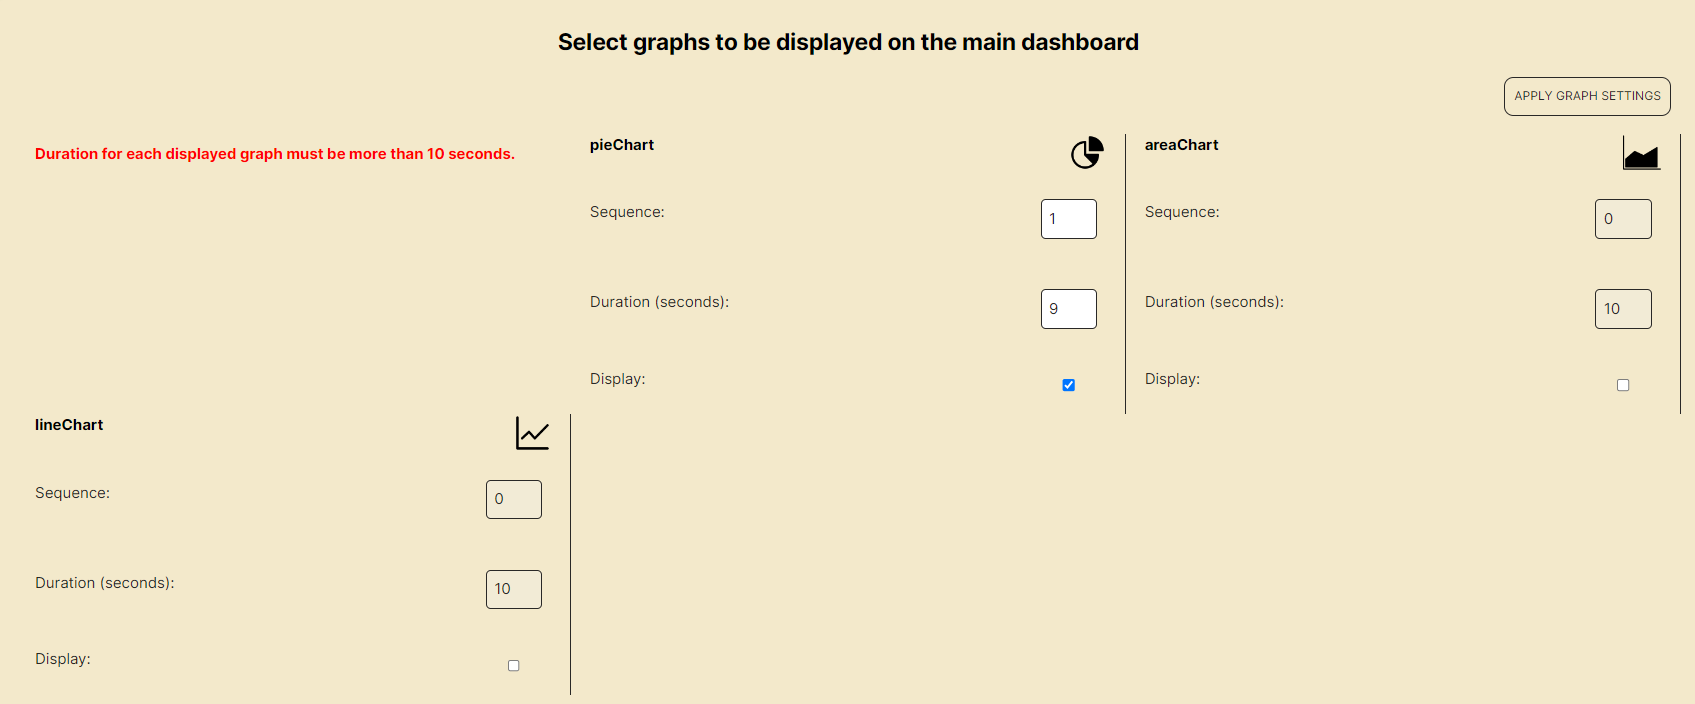 Select graphs to be displayed on the main dashboard
APPLY GRAPH SETTINGS
Duration for each displayed graph must be more than 10 seconds.
pieChart
Sequence:
1
Duration (seconds):
9
Display:
areaChart
Sequence:
0
Duration (seconds):
10
Display:
lineChart
Sequence:
0
Duration (seconds):
10
Display: